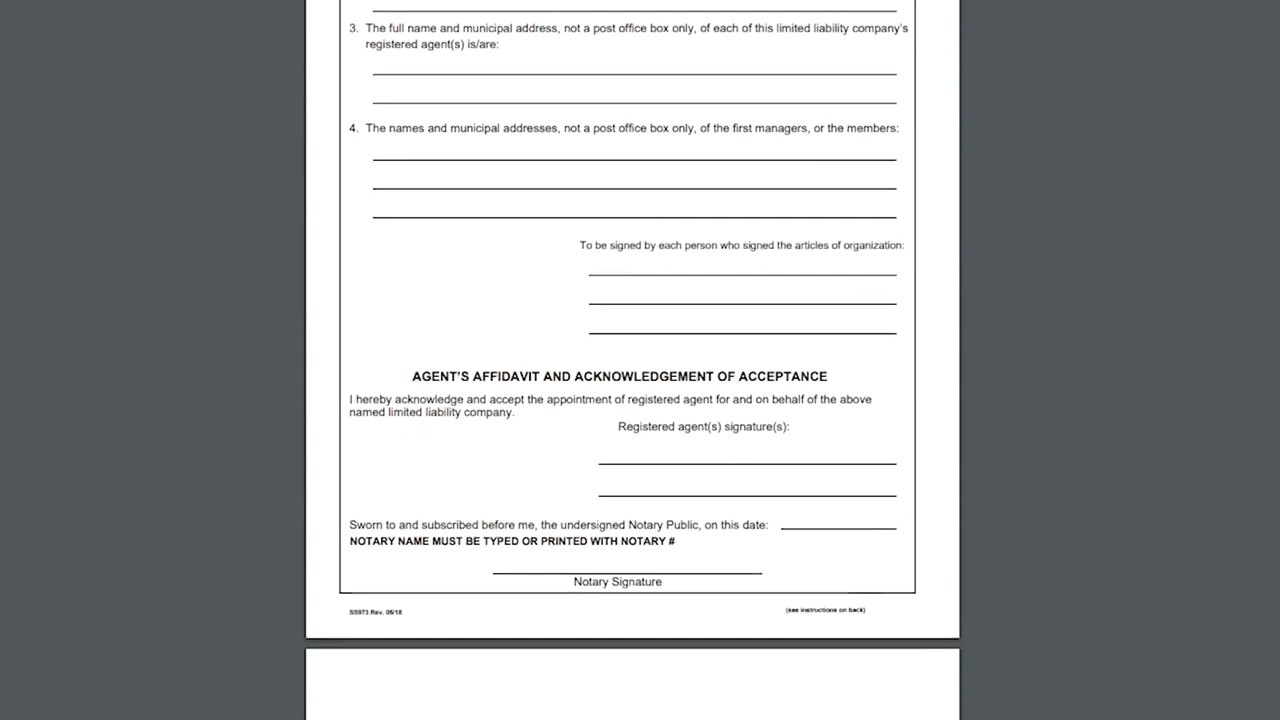 3. The full name and municipal address, not a post office box only, of each of this limited liability company's
registered agent(s) is/are:
4. The names and municipal addresses, not a post office box only, of the first managers, or the members:
To be signed by each person who signed the articles of organization:
AGENT'S AFFIDAVIT AND ACKNOWLEDGEMENT OF ACCEPTANCE
I hereby acknowledge and accept the appointment of registered agent for and on behalf of the above
named limited liability company.
Registered agent(s) signature(s):
Sworn to and subscribed before me, the undersigned Notary Public, on this date:
NOTARY NAME MUST BE TYPED OR PRINTED WITH NOTARY #
Notary Signature
SS973 Rev. 05/18
(see instructions on back)